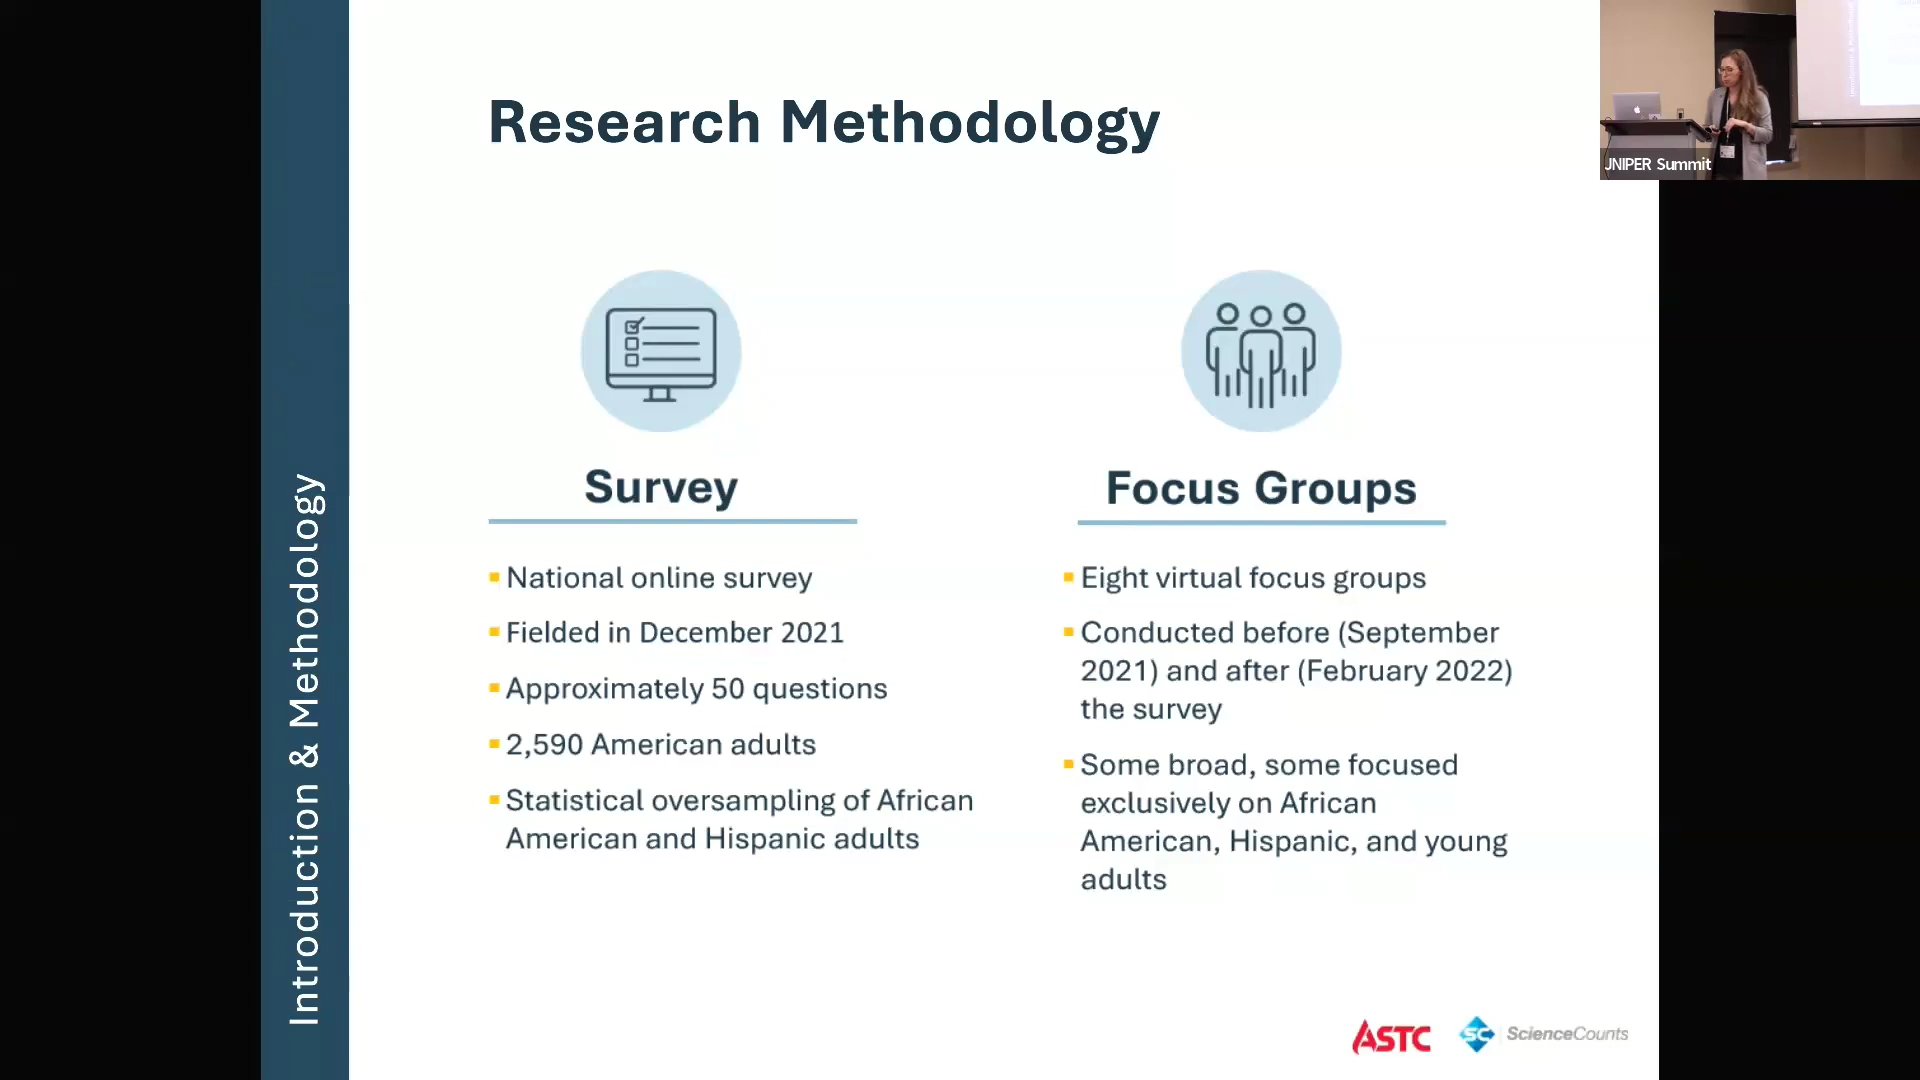 Research Methodology
JNIPER Summit
Introduction & Methodology
Survey
National online survey
Fielded in December 2021
Approximately 50 questions
2,590 American adults
Statistical oversampling of African
American and Hispanic adults
Focus Groups
Eight virtual focus groups
Conducted before (September
2021) and after (February 2022)
the survey
Some broad, some focused
exclusively on African
American, Hispanic, and young
adults
ASTC
SC ScienceCounts